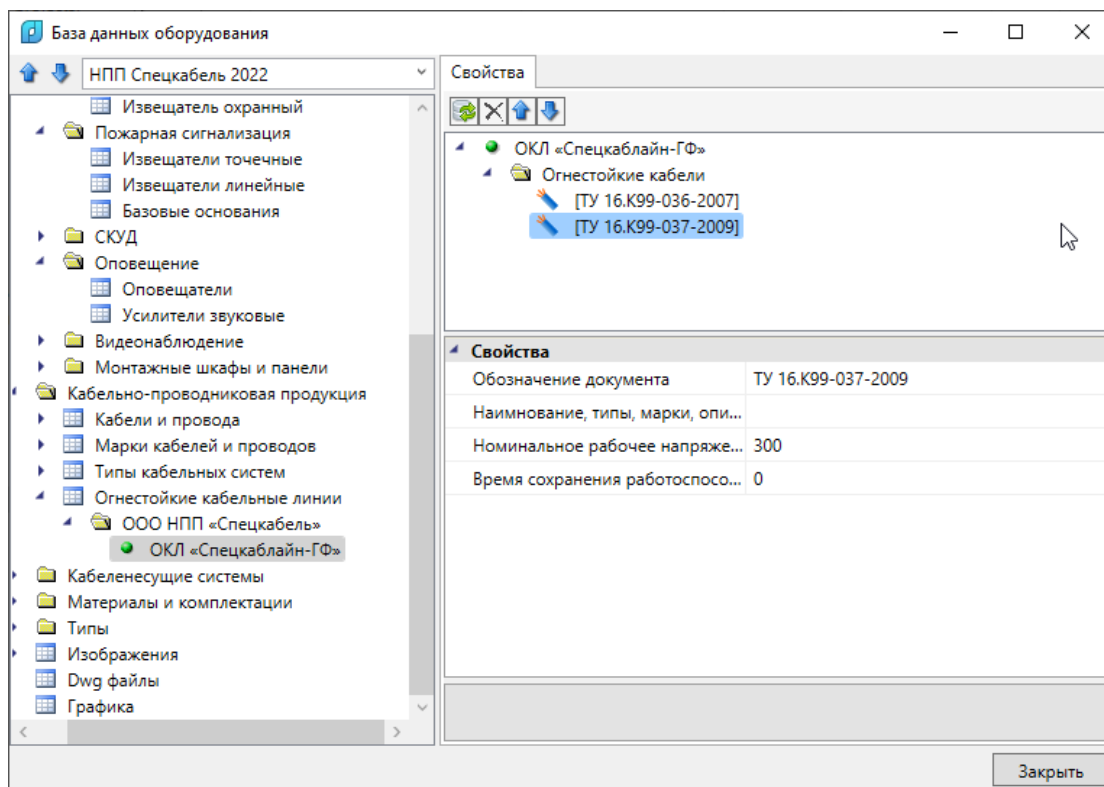 База данных оборудования
НПП Спецкабель 2022
Извещатель охранный
Пожарная сигнализация
Извещатели точечные
Извещатели линейные
Базовые основания
СКУД
Оповещение
Оповещатели
Усилители звуковые
Видеонаблюдение
Монтажные шкафы и панели
Кабельно-проводниковая продукция
Кабели и провода
Марки кабелей и проводов
Типы кабельных систем
Огнестойкие кабельные линии
ООО НПП «Спецкабель»
ОКЛ «Спецкаблайн-ГФ»
Кабеленесущие системы
Материалы и комплектации
Типы
Изображения
Dwg файлы
Графика
Свойства
ОКЛ «Спецкаблайн-ГФ»
Огнестойкие кабели
[ТУ 16.К99-036-2007]
[ТУ 16.К99-037-2009]
Свойства
Обозначение документа ТУ 16.К99-037-2009
Наимнование, типы, марки, опи...
Номинальное рабочее напряже... 300
Время сохранения работоспосо... 0
Закрыть